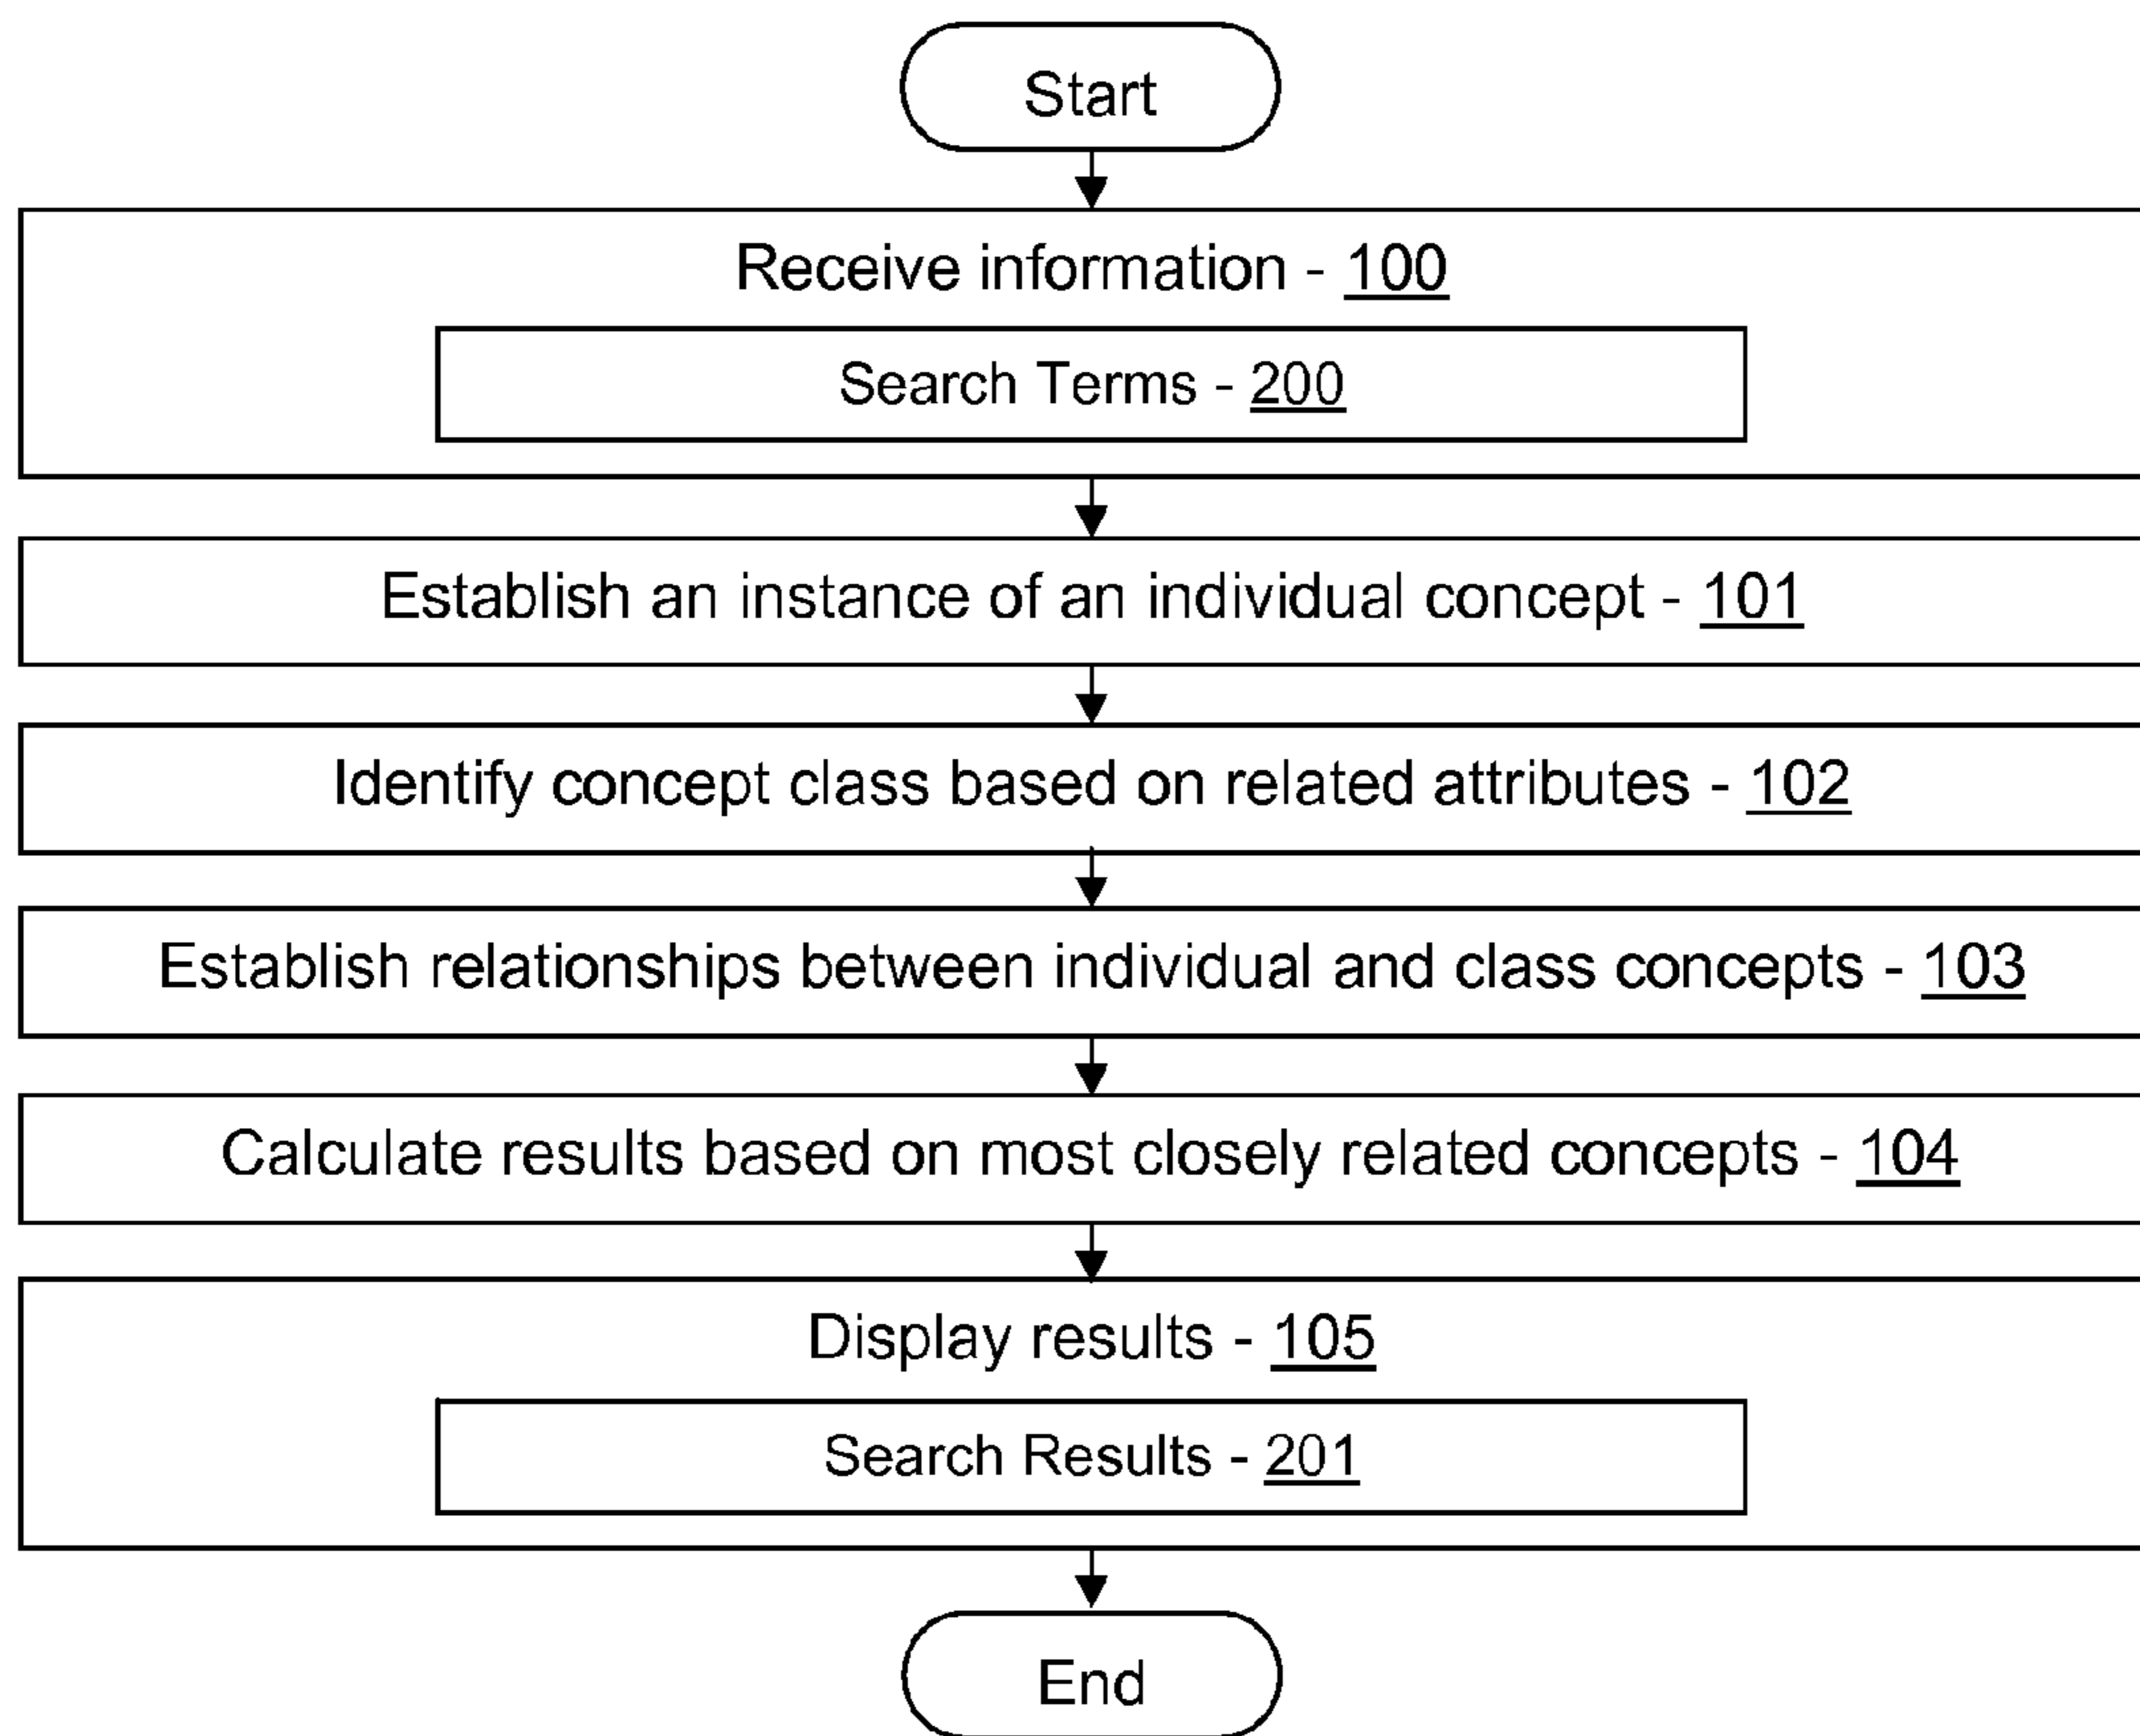 Start
Receive information - 100
Search Terms - 200
Establish an instance of an individual concept - 101
Identify concept class based on related attributes - 102
Establish relationships between individual and class concepts - 103
Calculate results based on most closely related concepts - 104
Display results - 105
Search Results - 201
End